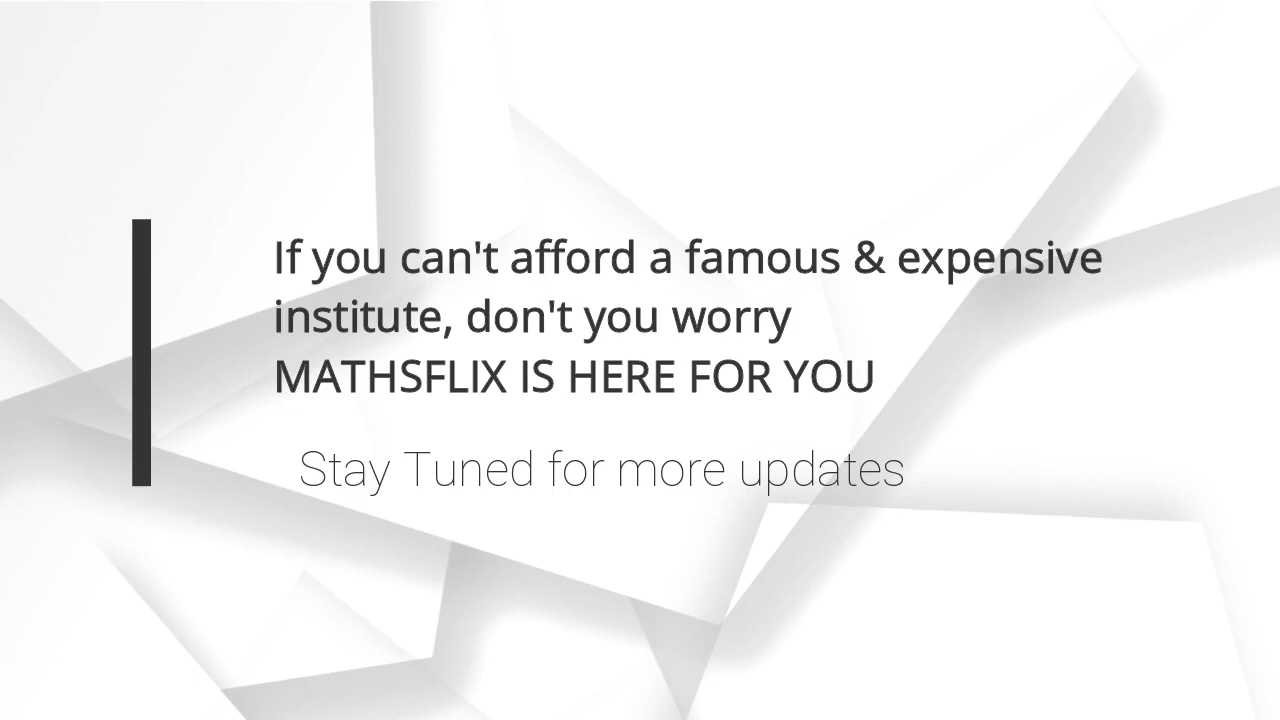 If you can't afford a famous & expensive
institute, don't you worry
MATHSFLIX IS HERE FOR YOU
Stay Tuned for more updates